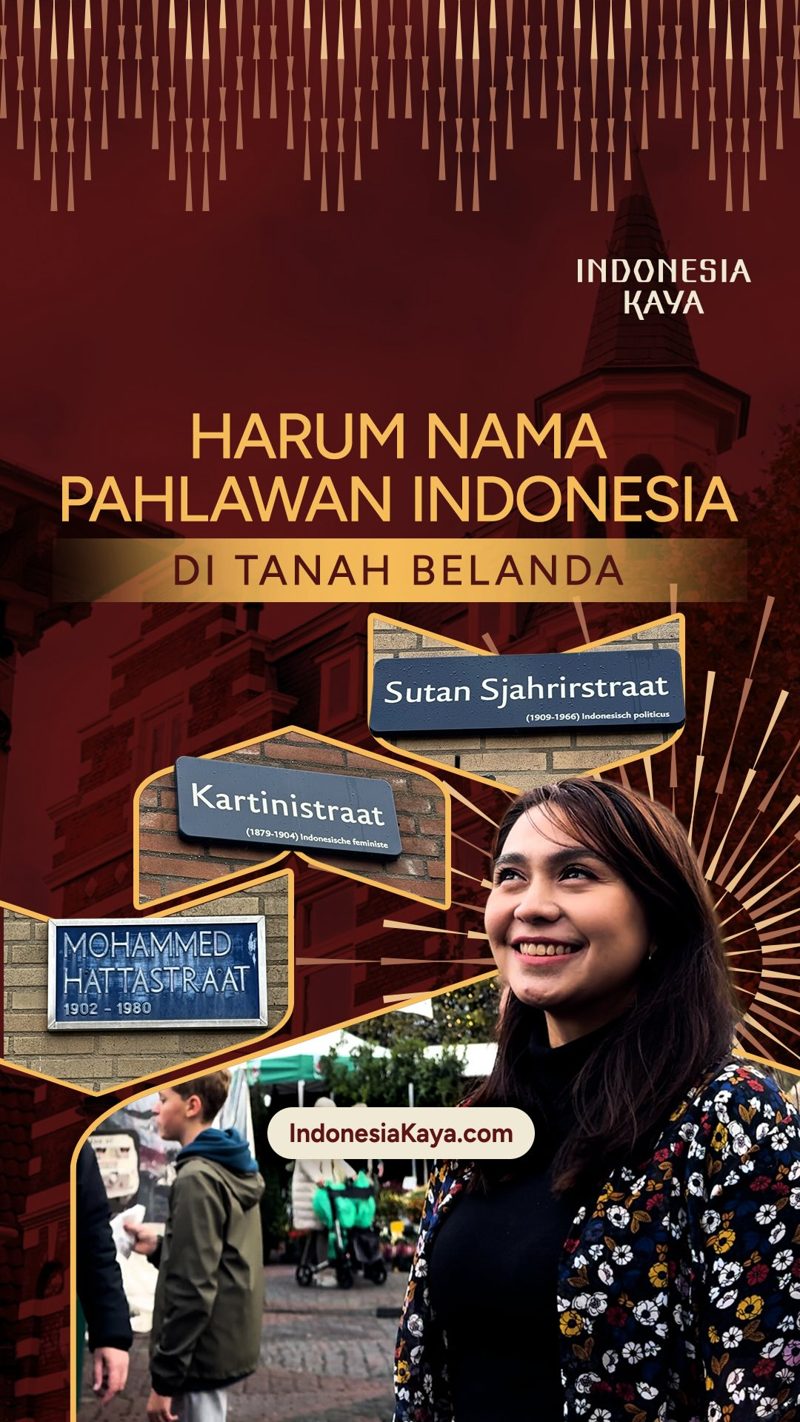 INDONESIA
KAYA
HARUM NAMA
PAHLAWAN INDONESIA
DI TANAH BELANDA
Sutan Sjahrirstraat
(1909-1966) Indonesisch politicus
Kartinistraat
(1879-1904) Indonesische feministe
MOHAMMED
HATTASTRAAT
1902 - 1980
IndonesiaKaya.com